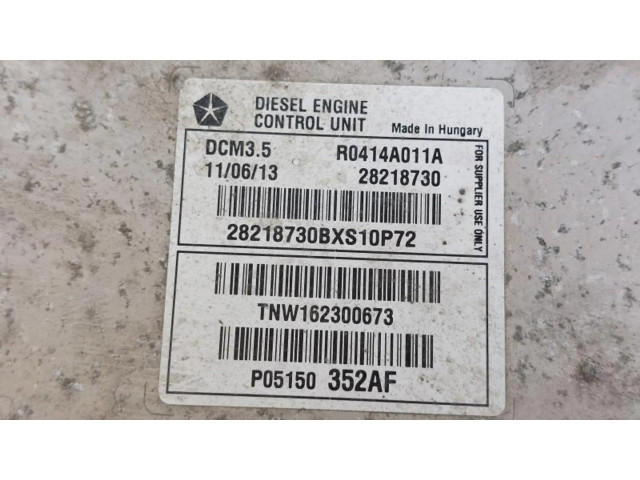 DIESEL ENGINE
CONTROL UNIT
Made in Hungary
DCM3.5 R0414A011A
11/06/13 28218730
28218730BXS10P72
FOR SUPPLIER USE ONLY
TNW162300673
P05150 352AF